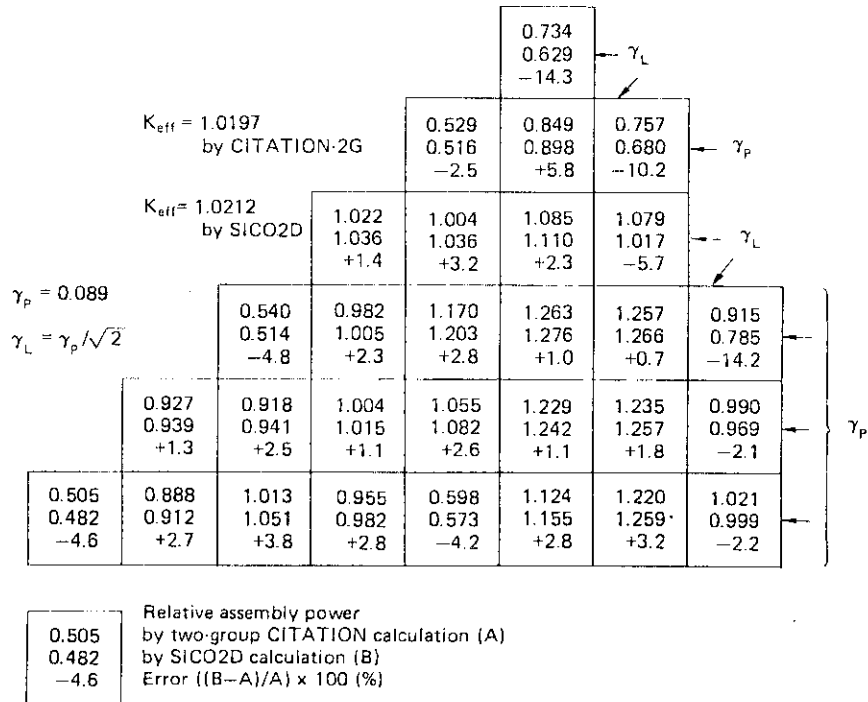 0.734
0.629 γL
−14.3
Keff = 1.0197 0.529 0.849 0.757
by CITATION-2G 0.516 0.898 0.680 γP
−2.5 +5.8 −10.2
Keff= 1.0212 1.022 1.004 1.085 1.079
by SICO2D 1.036 1.036 1.110 1.017 γL
+1.4 +3.2 +2.3 −5.7
γP = 0.089 0.540 0.982 1.170 1.263 1.257 0.915
γL = γP/√2 0.514 1.005 1.203 1.276 1.266 0.785
−4.8 +2.3 +2.8 +1.0 +0.7 −14.2
0.927 0.918 1.004 1.055 1.229 1.235 0.990
0.939 0.941 1.015 1.082 1.242 1.257 0.969 γP
+1.3 +2.5 +1.1 +2.6 +1.1 +1.8 −2.1
0.505 0.888 1.013 0.955 0.598 1.124 1.220 1.021
0.482 0.912 1.051 0.982 0.573 1.155 1.259 0.999
−4.6 +2.7 +3.8 +2.8 −4.2 +2.8 +3.2 −2.2
Relative assembly power
0.505 by two-group CITATION calculation (A)
0.482 by SICO2D calculation (B)
−4.6 Error ((B−A)/A) x 100 (%)